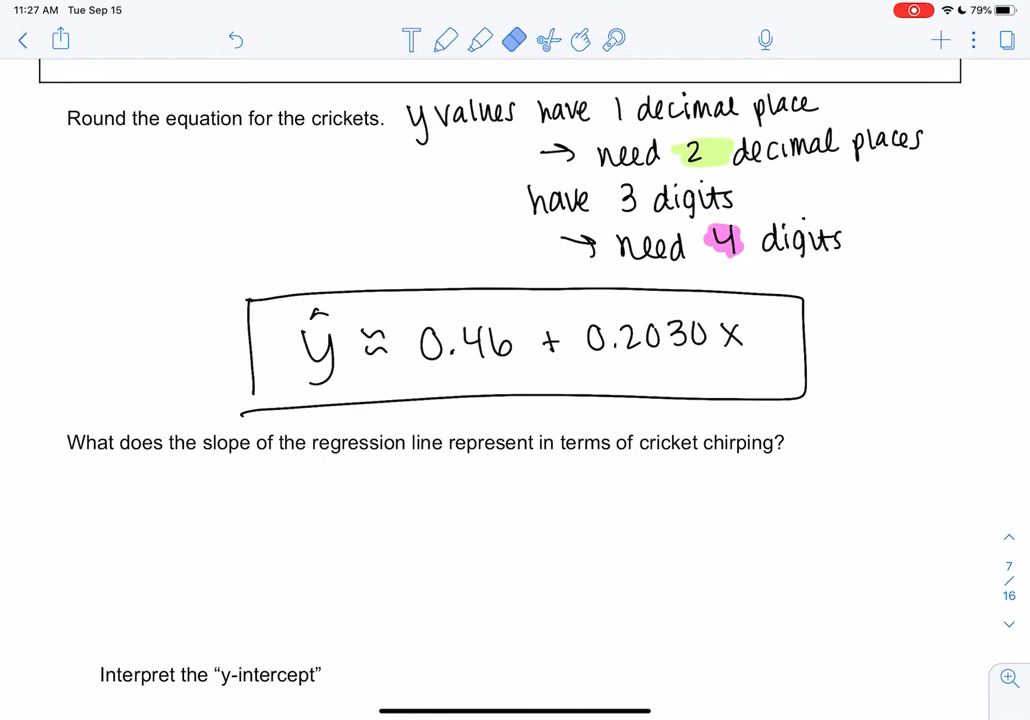 11:27 AM Tue Sep 15
79%
T
Round the equation for the crickets. y values have 1 decimal place
→ need 2 decimal places
have 3 digits
→ need 4 digits
ŷ ≈ 0.46 + 0.2030 x
What does the slope of the regression line represent in terms of cricket chirping?
7
/
16
Interpret the “y-intercept”